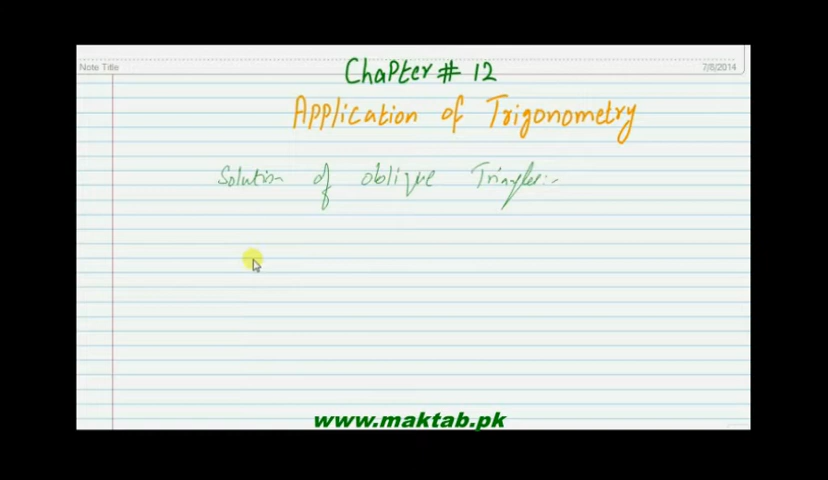 Note Title
7/8/2014
Chapter # 12
Application of Trigonometry
Solution of oblique Triangles:-
www.maktab.pk